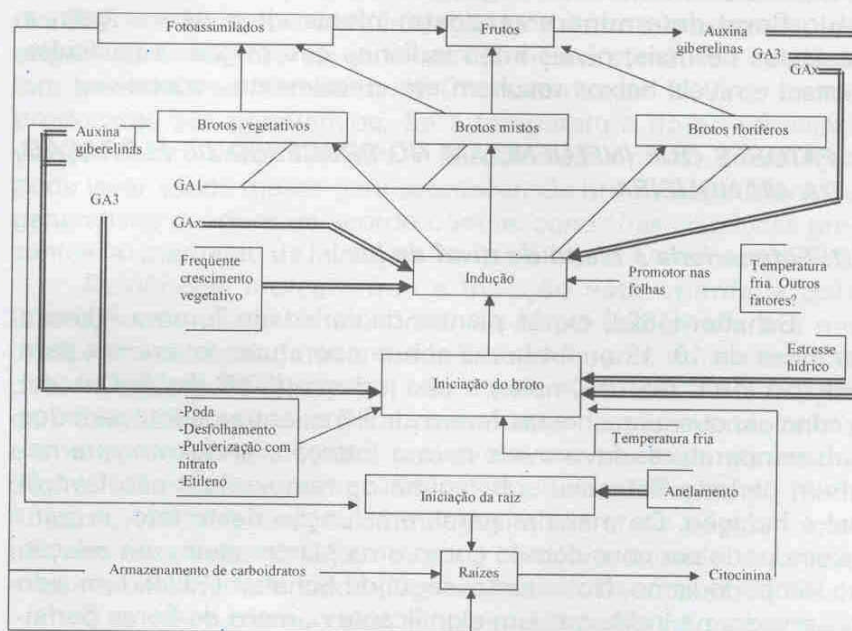 Fotoassimilados
Frutos
Auxina
giberelinas
GA3
GAx
Auxina
giberelinas
Brotos vegetativos
Brotos mistos
Brotos floríferos
GA3
GA1
GAx
Frequente
crescimento
vegetativo
Indução
Promotor nas
folhas
Temperatura
fria. Outros
fatores?
Estresse
hídrico
Iniciação do broto
-Poda
-Desfolhamento
-Pulverização com
nitrato
-Etileno
Temperatura fria
Iniciação da raiz
Anelamento
Armazenamento de carboidratos
Raízes
Citocinina